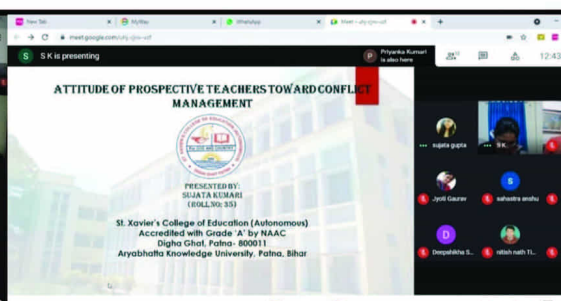 New Tab
MyWay
WhatsApp
meet.google.com/
S
S K is presenting
P
Priyanka Kumari
is also here
12:43
ATTITUDE OF PROSPECTIVE TEACHERS TOWARD CONFLICT
MANAGEMENT
PRESENTED BY:
SUJATA KUMARI
(ROLL NO: 35)
St. Xavier's College of Education (Autonomous)
Accredited with Grade 'A' by NAAC
Digha Ghat, Patna- 800011
Aryabhatta Knowledge University, Patna, Bihar
sujata gupta
S K
Jyoti Gaurav
S
sahastra anshu
D
Deepshikha S...
nitish nath Ti...